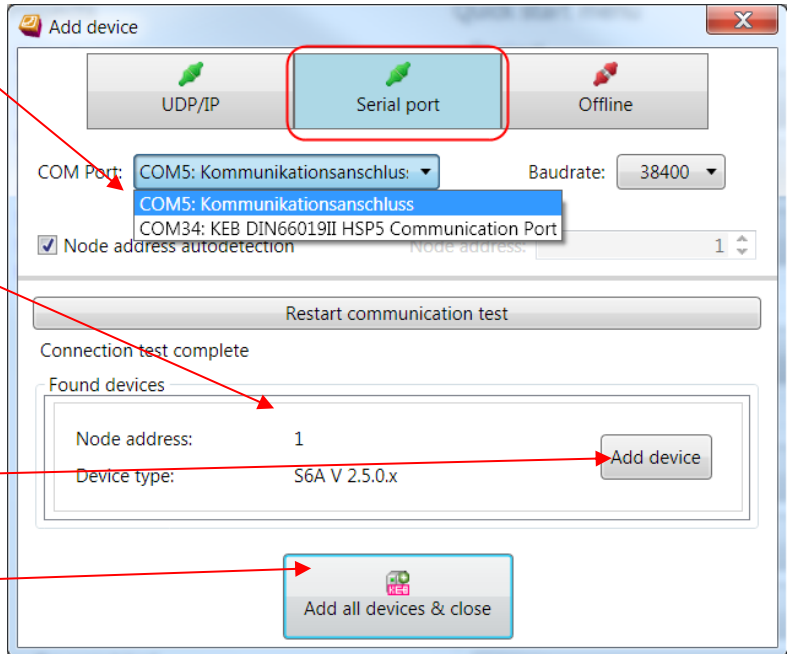 Add device
UDP/IP
Serial port
Offline
COM Port: COM5: Kommunikationsanschlus: Baudrate: 38400
COM5: Kommunikationsanschluss
COM34: KEB DIN66019II HSP5 Communication Port
Node address autodetection Node address: 1
Restart communication test
Connection test complete
Found devices
Node address: 1
Add device
Device type: S6A V 2.5.0.x
KEB
Add all devices & close